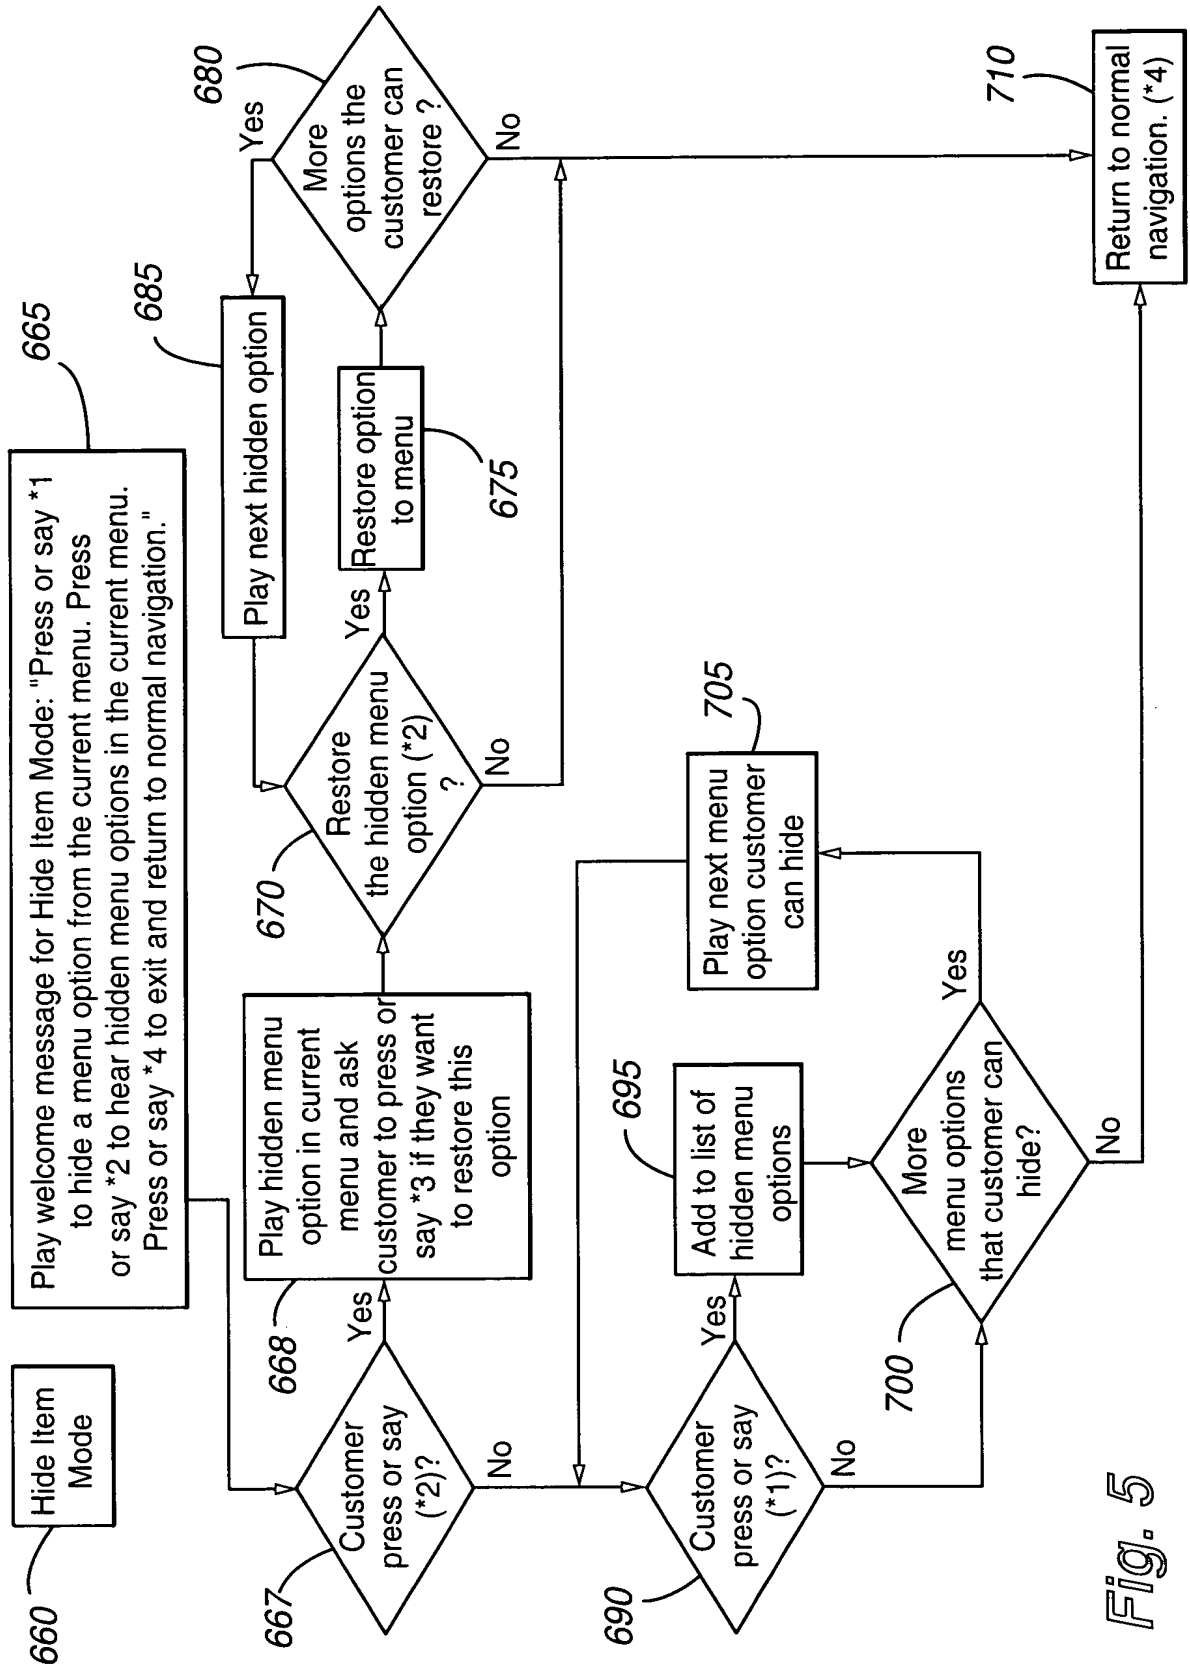 660
Hide Item
Mode
665
Play welcome message for Hide Item Mode: "Press or say *1
to hide a menu option from the current menu. Press
or say *2 to hear hidden menu options in the current menu.
Press or say *4 to exit and return to normal navigation."
667
Customer
press or say
(*2)?
Yes
No
668
Play hidden menu
option in current
menu and ask
customer to press or
say *3 if they want
to restore this
option
670
Restore
the hidden menu
option (*2)
?
Yes
No
675
Restore option
to menu
680
More
options the
customer can
restore ?
Yes
No
685
Play next hidden option
690
Customer
press or say
(*1)?
Yes
No
695
Add to list of
hidden menu
options
700
More
menu options
that customer can
hide?
Yes
No
705
Play next menu
option customer
can hide
710
Return to normal
navigation. (*4)
Fig. 5